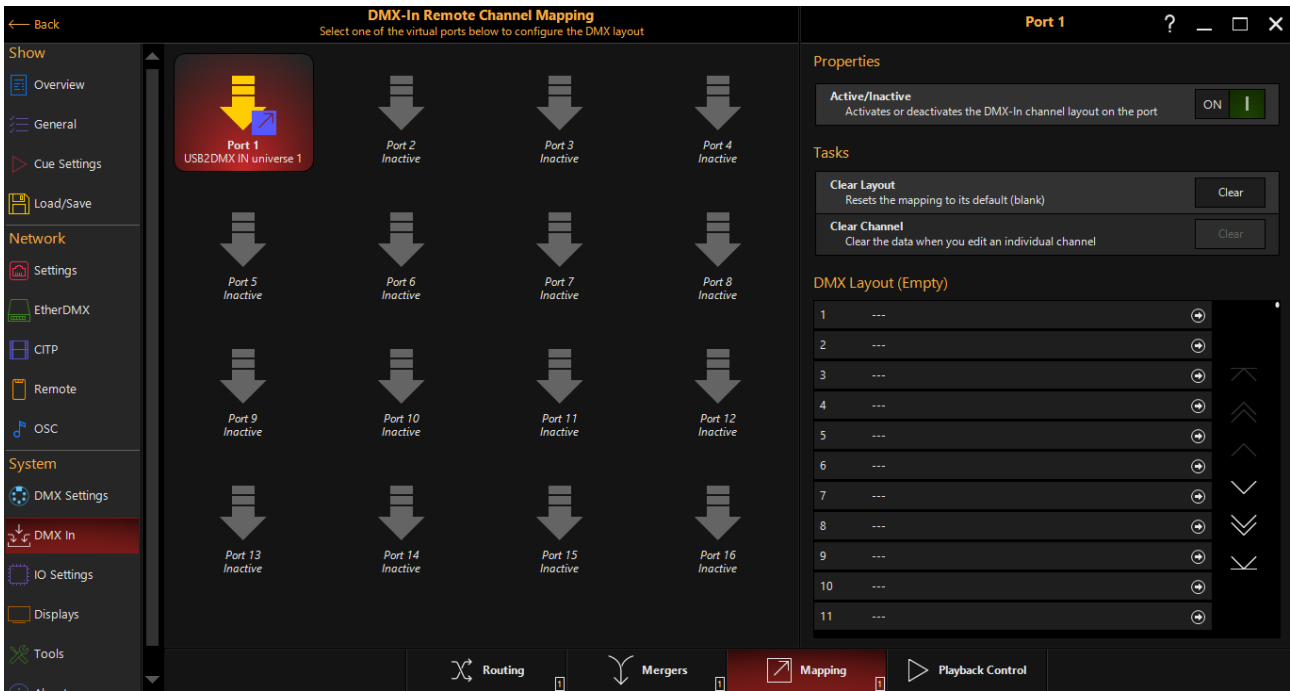 Back
DMX-In Remote Channel Mapping
Select one of the virtual ports below to configure the DMX layout
Port 1
?
Show
Overview
General
Cue Settings
Load/Save
Network
Settings
EtherDMX
CITP
Remote
OSC
System
DMX Settings
DMX In
IO Settings
Displays
Tools
Port 1
USB2DMX IN universe 1
Port 2
Inactive
Port 3
Inactive
Port 4
Inactive
Port 5
Inactive
Port 6
Inactive
Port 7
Inactive
Port 8
Inactive
Port 9
Inactive
Port 10
Inactive
Port 11
Inactive
Port 12
Inactive
Port 13
Inactive
Port 14
Inactive
Port 15
Inactive
Port 16
Inactive
Properties
Active/Inactive
Activates or deactivates the DMX-In channel layout on the port
ON
Tasks
Clear Layout
Resets the mapping to its default (blank)
Clear
Clear Channel
Clear the data when you edit an individual channel
Clear
DMX Layout (Empty)
1 ---
2 ---
3 ---
4 ---
5 ---
6 ---
7 ---
8 ---
9 ---
10 ---
11 ---
Routing 1
Mergers 1
Mapping 1
Playback Control